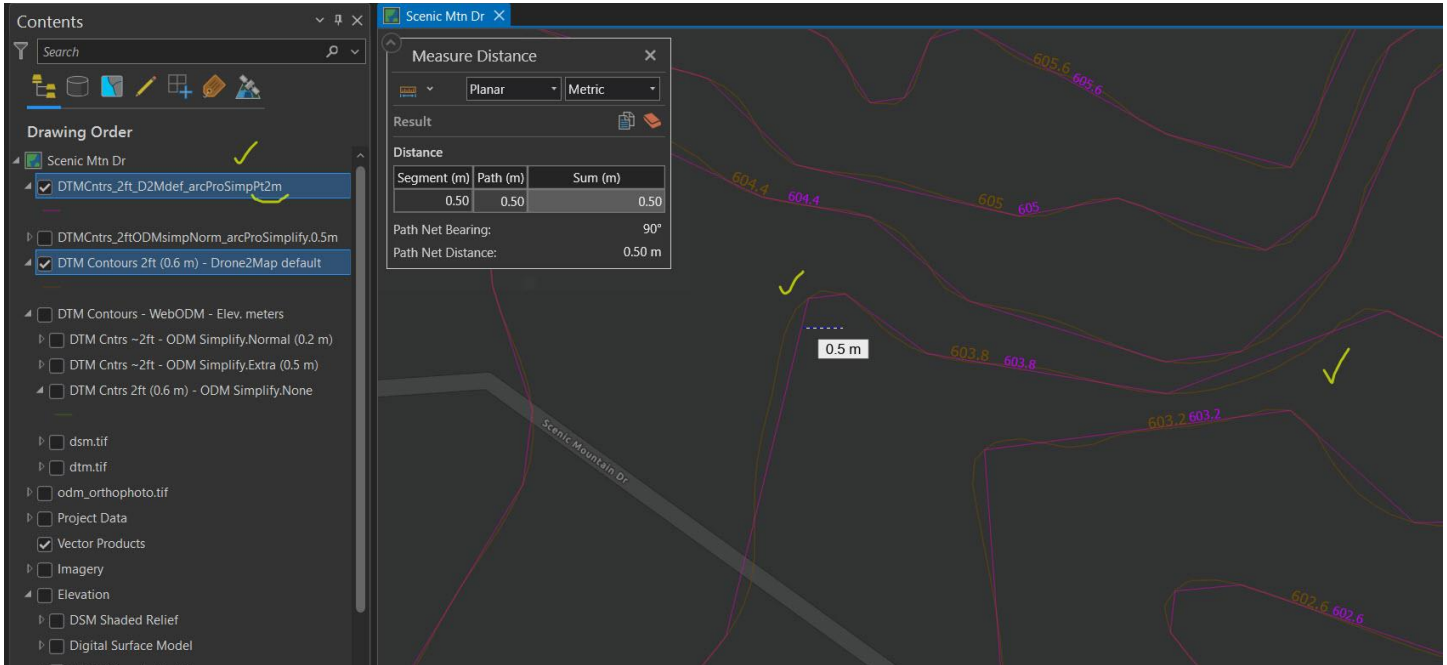 Contents
Search
Drawing Order
Scenic Mtn Dr
DTMCntrs_2ft_D2Mdef_arcProSimpPt2m
DTMCntrs_2ftODMsimpNorm_arcProSimplify.0.5m
DTM Contours 2ft (0.6 m) - Drone2Map default
DTM Contours - WebODM - Elev. meters
DTM Cntrs ~2ft - ODM Simplify.Normal (0.2 m)
DTM Cntrs ~2ft - ODM Simplify.Extra (0.5 m)
DTM Cntrs 2ft (0.6 m) - ODM Simplify.None
dsm.tif
dtm.tif
odm_orthophoto.tif
Project Data
Vector Products
Imagery
Elevation
DSM Shaded Relief
Digital Surface Model
Scenic Mtn Dr
Measure Distance
Planar Metric
Result
Distance
Segment (m) Path (m) Sum (m)
0.50 0.50 0.50
Path Net Bearing: 90°
Path Net Distance: 0.50 m
605.6 605.6
604.4 604.4
605 605
0.5 m
603.8 603.8
603.2 603.2
Scenic Mountain Dr
602.6 602.6